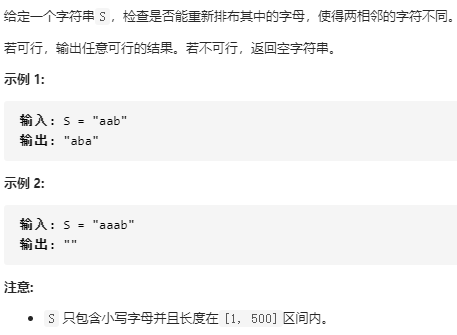 给定一个字符串 S ，检查是否能重新排布其中的字母，使得两相邻的字符不同。
若可行，输出任意可行的结果。若不可行，返回空字符串。
示例 1:
输入: S = "aab"
输出: "aba"
示例 2:
输入: S = "aaab"
输出: ""
注意:
• S 只包含小写字母并且长度在 [1, 500] 区间内。